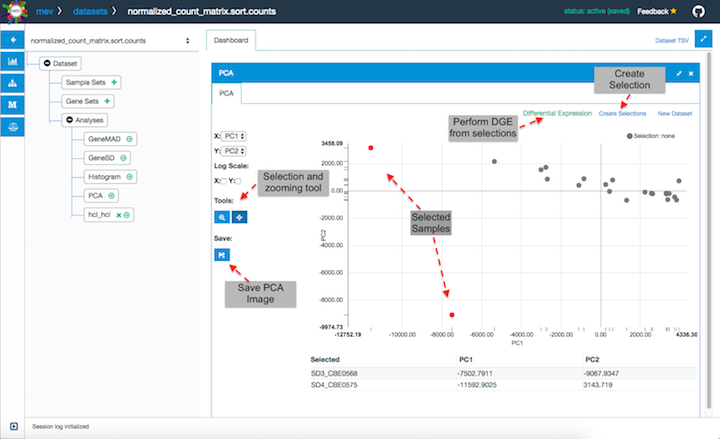 mev
datasets
normalized_count_matrix.sort.counts
status: active (saved)
Feedback
normalized_count_matrix.sort.counts
Dashboard
Dataset TSV
Dataset
Sample Sets
Gene Sets
Analyses
GeneMAD
GeneSD
Histogram
PCA
hcl_hcl
PCA
PCA
Create
Selection
Perform DGE
from selections
Differential Expression
Create Selections
New Dataset
Selection: none
X: PC1
Y: PC2
Log Scale:
X: Y:
Tools:
Selection and
zooming tool
Save:
Save PCA
Image
Selected
Samples
3458.09
2000.00
0.00
-2000.00
-4000.00
-6000.00
-8000.00
-9974.73
PC2
-12752.19
-10000.00
-8000.00
-6000.00
-4000.00
-2000.00
0.00
2000.00
4336.30
PC1
Selected PC1 PC2
SD3_CBE0568 -7502.7911 -9067.9347
SD4_CBE0575 -11592.9025 3143.719
Session log initialized